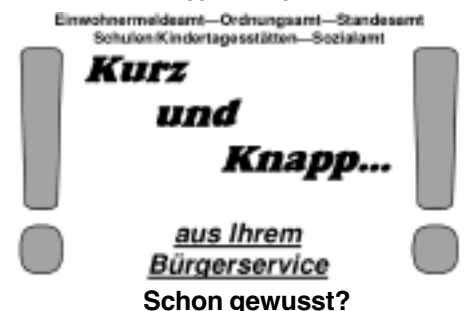 Einwohnermeldeamt—Ordnungsamt—Standesamt
Schulen/Kindertagesstätten—Sozialamt
Kurz
und
Knapp...
aus Ihrem
Bürgerservice
Schon gewusst?